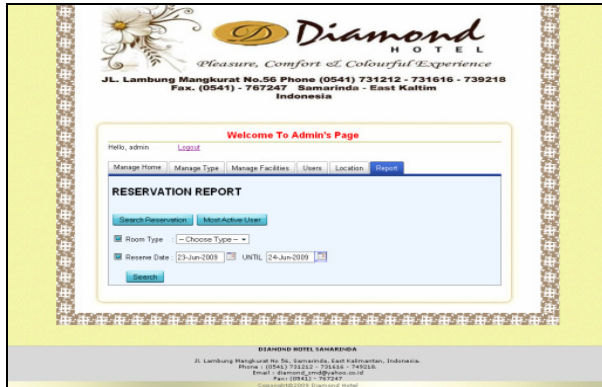 D Diamond
HOTEL
Pleasure, Comfort & Colourful Experience
JL. Lambung Mangkurat No.56 Phone (0541) 731212 - 731616 - 739218
Fax. (0541) - 767247 Samarinda - East Kaltim
Indonesia
Welcome To Admin's Page
Hello, admin Logout
Manage Home Manage Type Manage Facilities Users Location Report
RESERVATION REPORT
Search Reservation Most Active User
Room Type : -- Choose Type --
Reserve Date : 23-Jun-2009 UNTIL 24-Jun-2009
Search
DIAMOND HOTEL SAMARINDA
JL. Lambung Mangkurat No 56, Samarinda, East Kalimantan, Indonesia.
Phone : (0541) 731212 - 731616 - 749218
Email : diamond_smd@yahoo.co.id
Fax: (0541) - 767247
Copyright©2009 Diamond Hotel